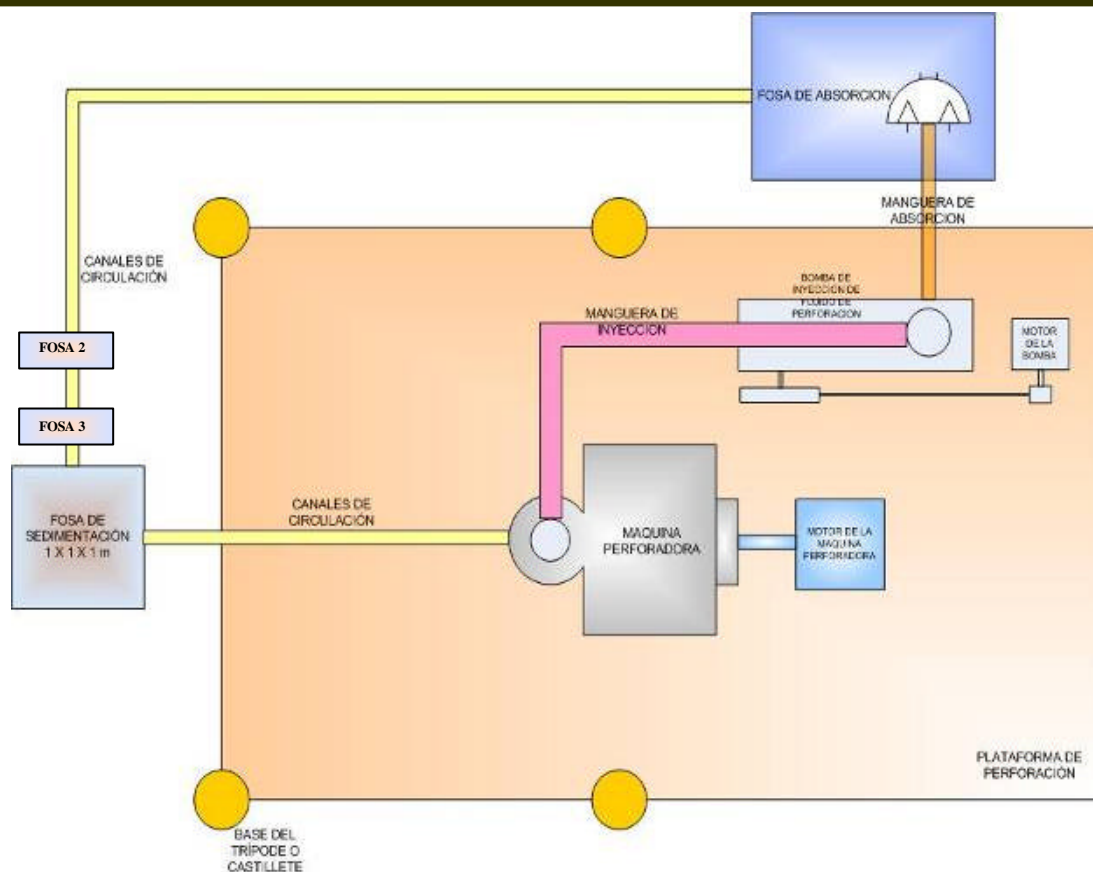 FOSA DE ABSORCION
MANGUERA DE
ABSORCION
CANALES DE
CIRCULACIÓN
BOMBA DE
INYECCION DE
FLUIDO DE
PERFORACION
MANGUERA DE
INYECCION
MOTOR
DE LA
BOMBA
FOSA 2
FOSA 3
FOSA DE
SEDIMENTACIÓN
1 X 1 X 1 m
CANALES DE
CIRCULACIÓN
MAQUINA
PERFORADORA
MOTOR DE LA
MAQUINA
PERFORADORA
PLATAFORMA DE
PERFORACIÓN
BASE DEL
TRÍPODE O
CASTILLETE